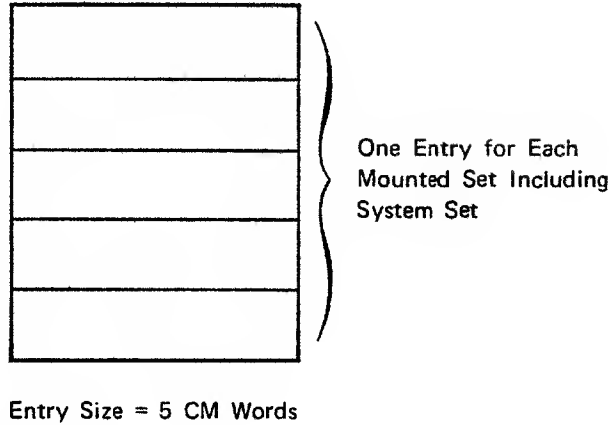 One Entry for Each
Mounted Set Including
System Set
Entry Size = 5 CM Words